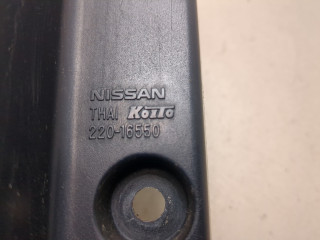 NISSAN
THAI KOITO
220-16550